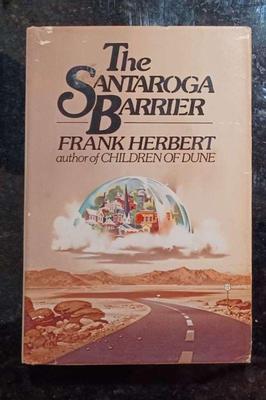 The
SANTAROGA
BARRIER
FRANK HERBERT
author of CHILDREN OF DUNE